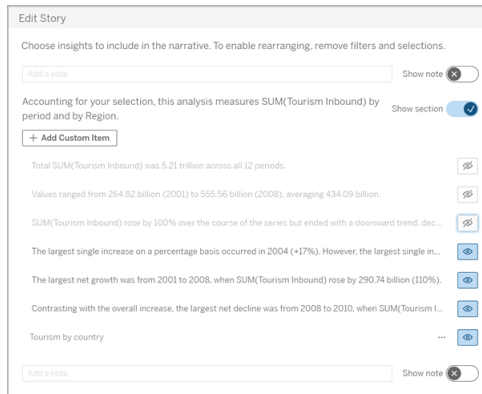 Edit Story
Choose insights to include in the narrative. To enable rearranging, remove filters and selections.
Add a note
Show note
Accounting for your selection, this analysis measures SUM(Tourism Inbound) by
period and by Region.
Show section
+ Add Custom Item
Total SUM(Tourism Inbound) was 5.21 trillion across all 12 periods.
Values ranged from 264.82 billion (2001) to 555.56 billion (2008), averaging 434.09 billion.
SUM(Tourism Inbound) rose by 100% over the course of the series but ended with a downward trend, dec...
The largest single increase on a percentage basis occurred in 2004 (+17%). However, the largest single in...
The largest net growth was from 2001 to 2008, when SUM(Tourism Inbound) rose by 290.74 billion (110%).
Contrasting with the overall increase, the largest net decline was from 2008 to 2010, when SUM(Tourism I...
Tourism by country
...
Add a note
Show note